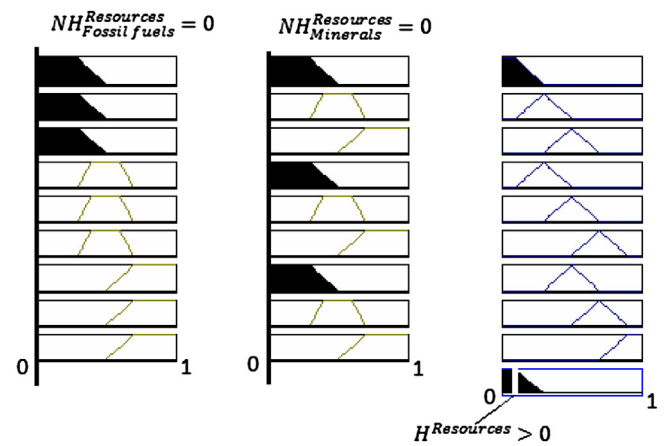 NH^{Resources}_{Fossil fuels} = 0
NH^{Resources}_{Minerals} = 0
0 1
0 1
0 1
H^{Resources} > 0